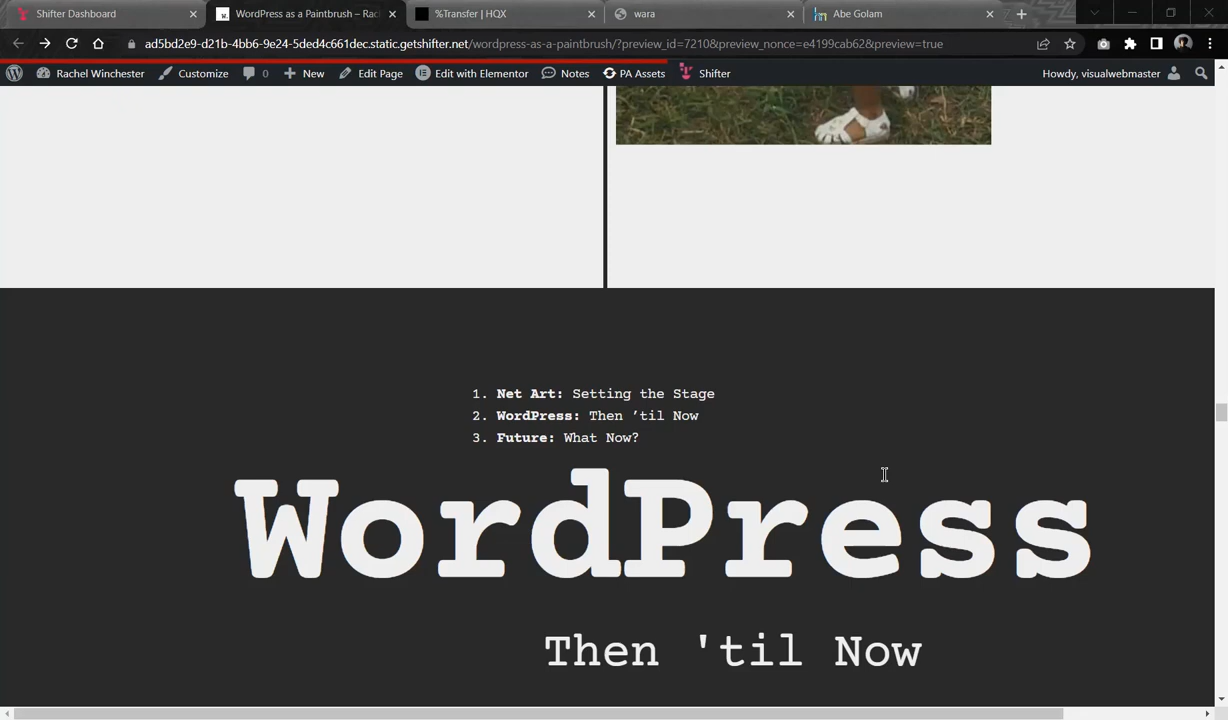 Shifter Dashboard
WordPress as a Paintbrush – Rac
%Transfer | HQX
wara
Abe Golam
ad5bd2e9-d21b-4bb6-9e24-5ded4c661dec.static.getshifter.net/wordpress-as-a-paintbrush/?preview_id=7210&preview_nonce=e4199cab62&preview=true
Rachel Winchester
Customize
0
New
Edit Page
Edit with Elementor
Notes
PA Assets
Shifter
Howdy, visualwebmaster
1. Net Art: Setting the Stage
2. WordPress: Then ’til Now
3. Future: What Now?
WordPress
Then 'til Now